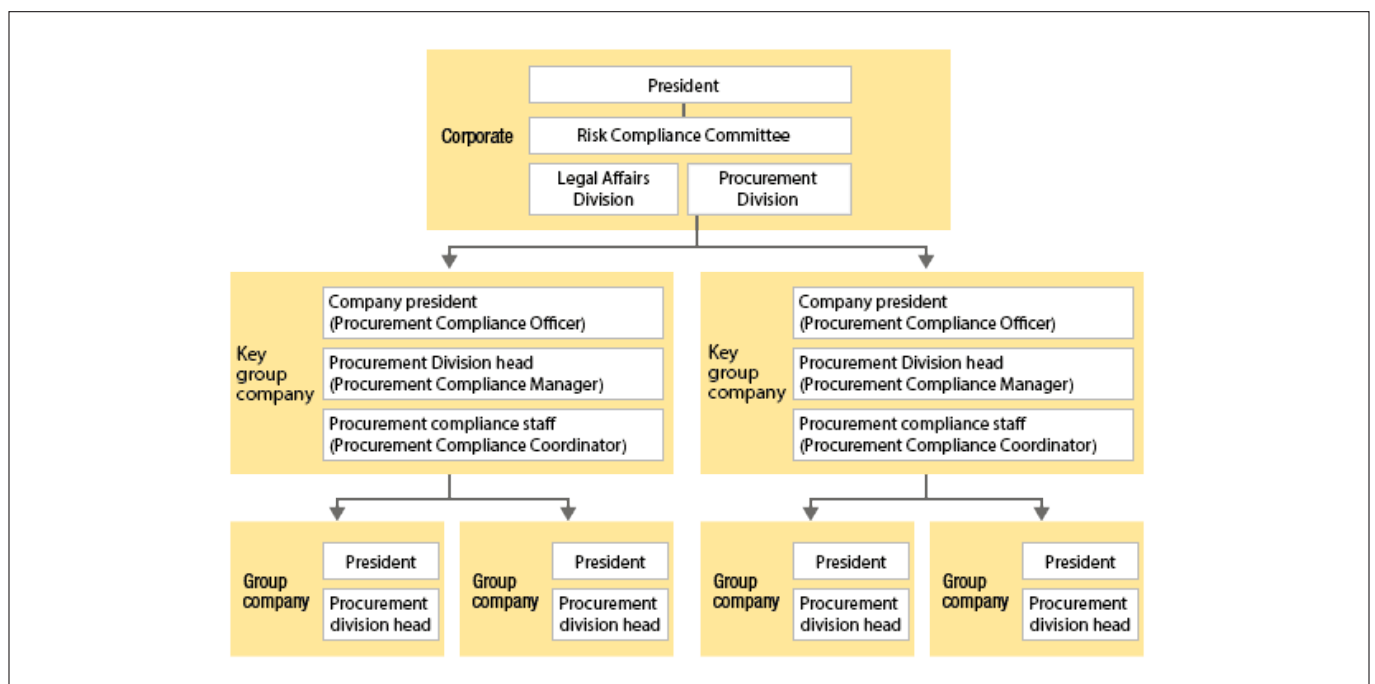 President
Corporate
Risk Compliance Committee
Legal Affairs
Division
Procurement
Division
Key
group
company
Company president
(Procurement Compliance Officer)
Procurement Division head
(Procurement Compliance Manager)
Procurement compliance staff
(Procurement Compliance Coordinator)
Key
group
company
Company president
(Procurement Compliance Officer)
Procurement Division head
(Procurement Compliance Manager)
Procurement compliance staff
(Procurement Compliance Coordinator)
Group
company
President
Procurement
division head
Group
company
President
Procurement
division head
Group
company
President
Procurement
division head
Group
company
President
Procurement
division head